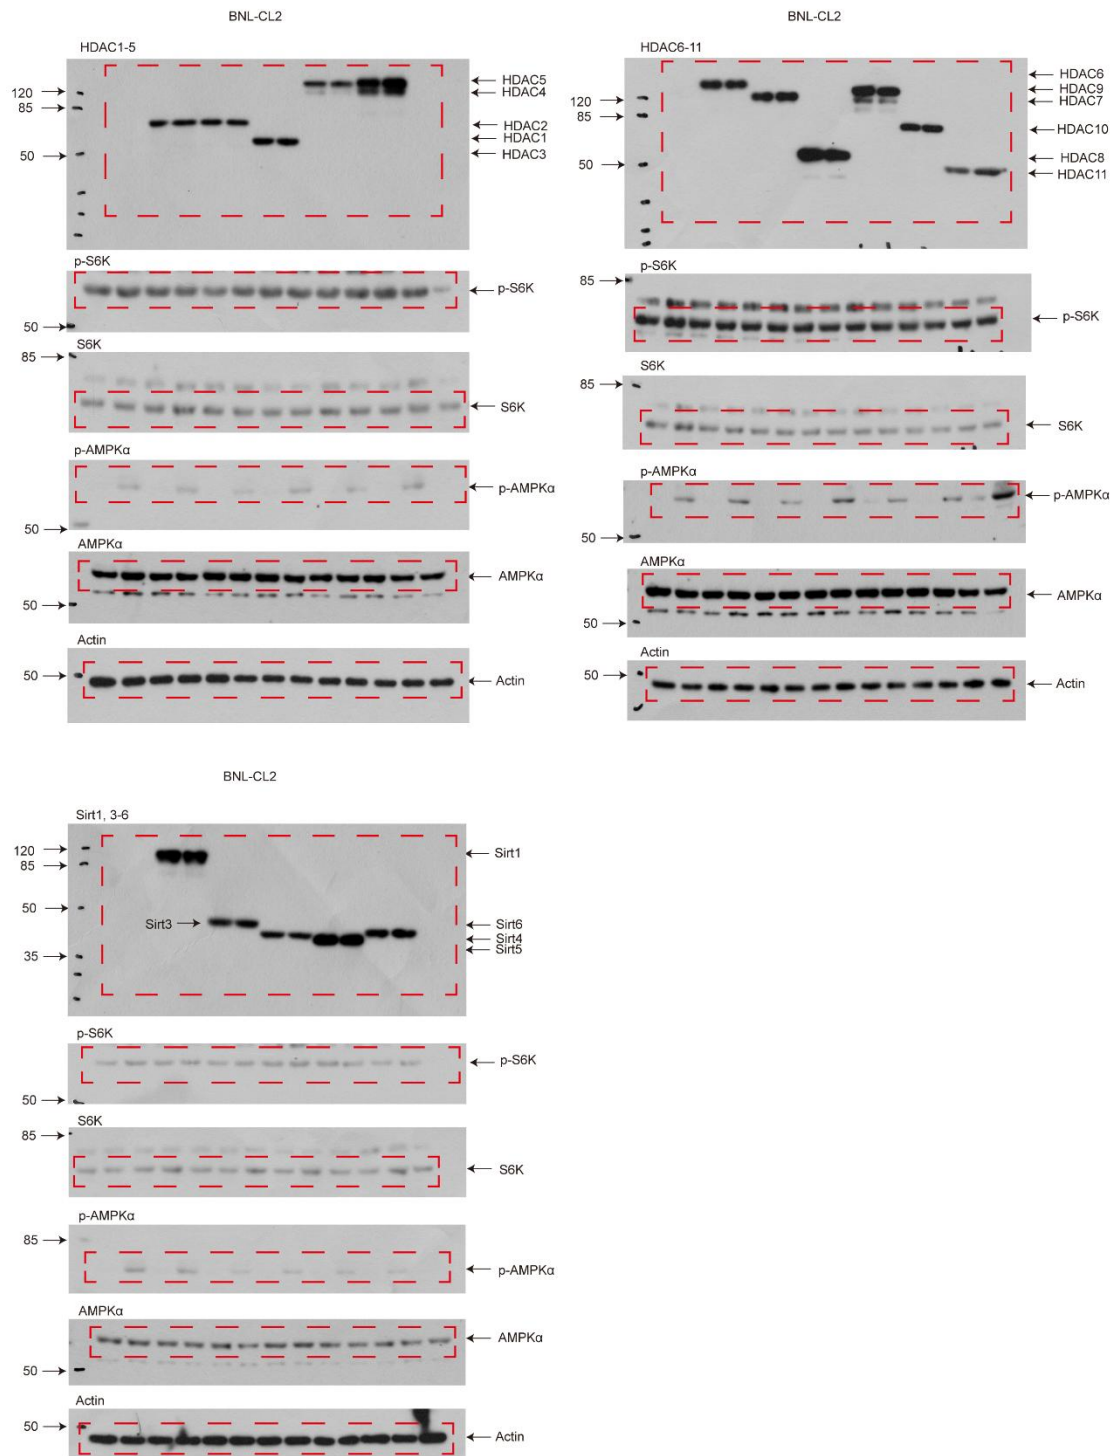 BNL-CL2
HDAC1-5
120
85
50
HDAC5
HDAC4
HDAC2
HDAC1
HDAC3
p-S6K
p-S6K
50
S6K
85
S6K
p-AMPKα
p-AMPKα
50
AMPKα
AMPKα
50
Actin
50
Actin
BNL-CL2
HDAC6-11
120
85
50
HDAC6
HDAC9
HDAC7
HDAC10
HDAC8
HDAC11
p-S6K
85
p-S6K
S6K
85
S6K
p-AMPKα
p-AMPKα
50
AMPKα
AMPKα
50
Actin
50
Actin
BNL-CL2
Sirt1, 3-6
120
85
50
35
Sirt1
Sirt3
Sirt6
Sirt4
Sirt5
p-S6K
p-S6K
50
S6K
85
S6K
p-AMPKα
85
p-AMPKα
AMPKα
AMPKα
50
Actin
50
Actin